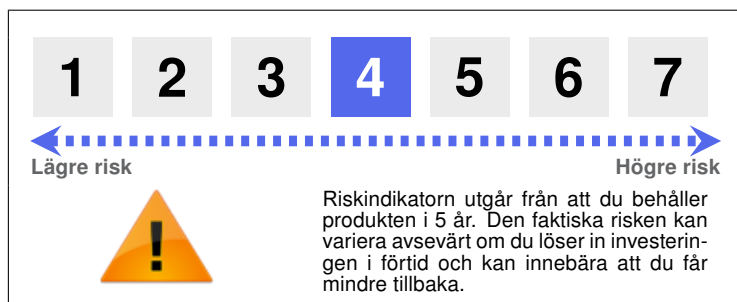 1 2 3 4 5 6 7
Lägre risk Högre risk
Riskindikatorn utgår från att du behåller
produkten i 5 år. Den faktiska risken kan
variera avsevärt om du löser in investerin-
gen i förtid och kan innebära att du får
mindre tillbaka.